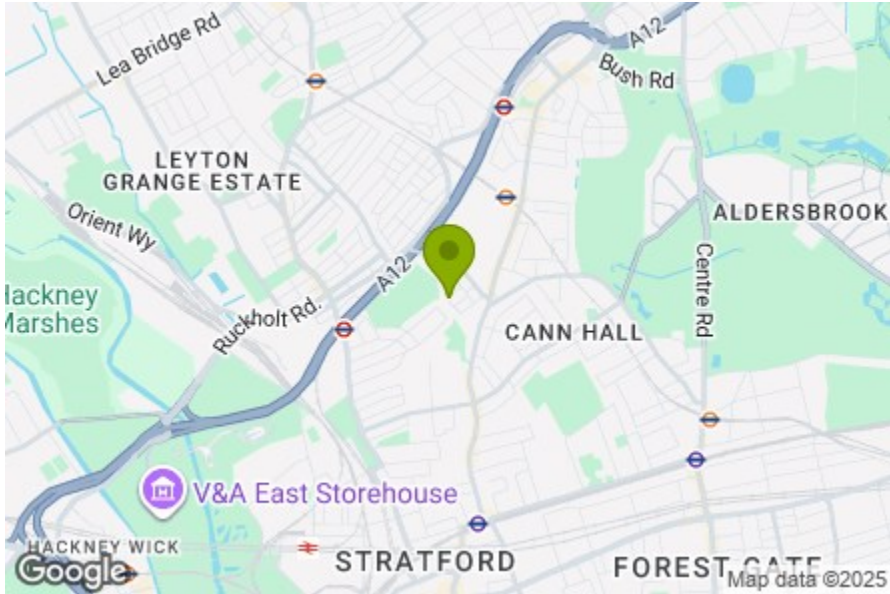 Lea Bridge Rd
A12
Bush Rd
LEYTON
GRANGE ESTATE
Orient Wy
ALDERSBROOK
A12
Centre Rd
Hackney
Marshes
Ruckholt Rd.
CANN HALL
V&A East Storehouse
HACKNEY WICK
STRATFORD
FOREST GATE
Google
Map data ©2025